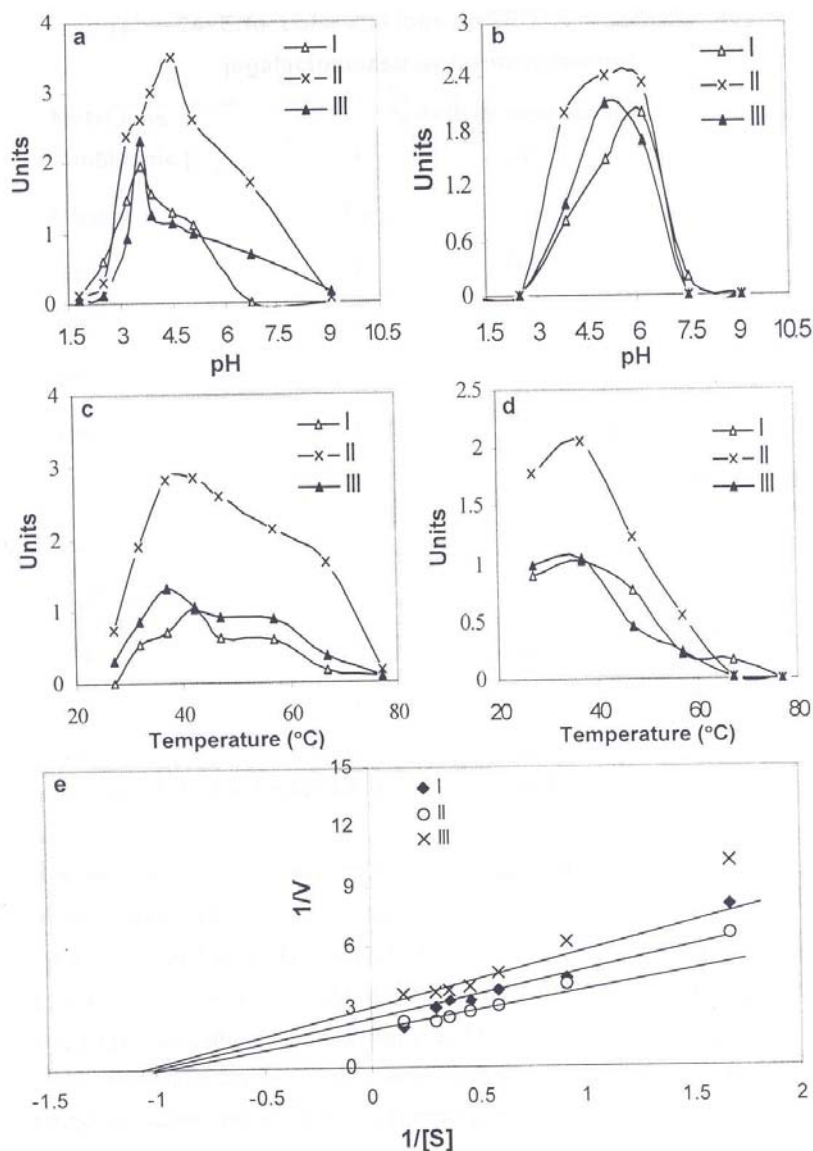 a
I
II
III
4
3
2
1
0
Units
1.5 3 4.5 6 7.5 9 10.5
pH
b
I
II
III
3.0
2.4
1.8
1.2
0.6
0
Units
1.5 3 4.5 6 7.5 9 10.5
pH
c
I
II
III
4
3
2
1
0
Units
20 40 60 80
Temperature (°C)
d
I
II
III
2.5
2
1.5
1
0.5
0
Units
20 40 60 80
Temperature (°C)
e
I
II
III
15
12
9
6
3
0
1/V
-1.5 -1 -0.5 0 0.5 1 1.5 2
1/[S]